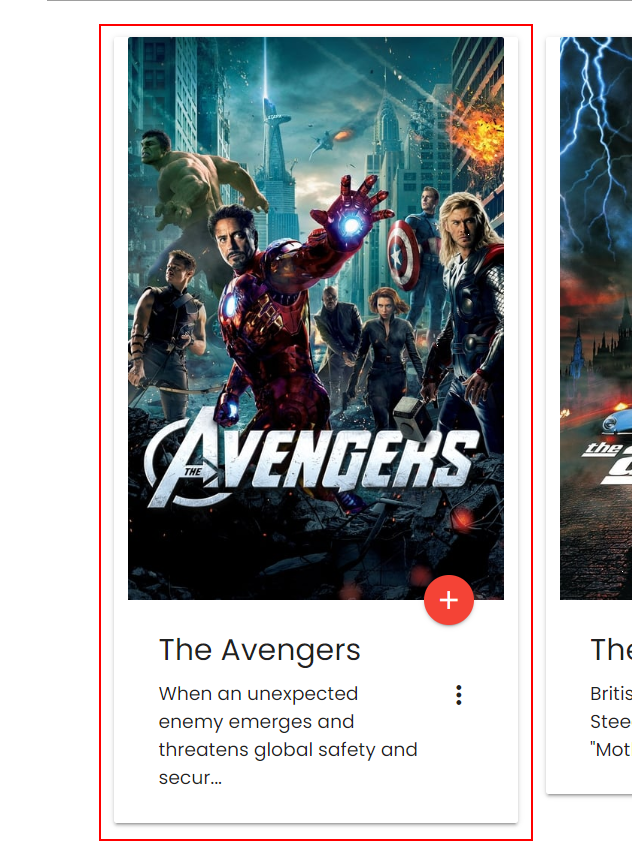 THE
AVENGERS
+
The Avengers
When an unexpected
enemy emerges and
threatens global safety and
secur...
the
The
Britis
Stee
"Mot